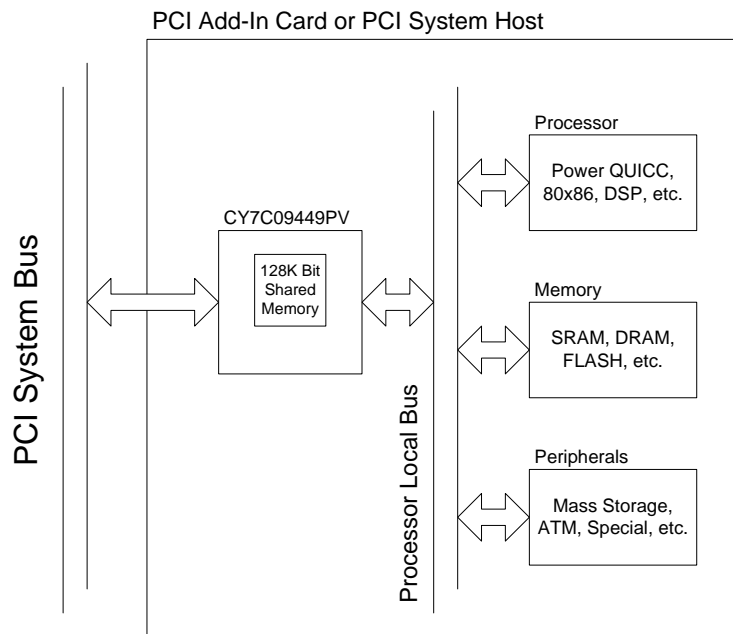 PCI Add-In Card or PCI System Host
PCI System Bus
CY7C09449PV
128K Bit
Shared
Memory
Processor Local Bus
Processor
Power QUICC,
80x86, DSP, etc.
Memory
SRAM, DRAM,
FLASH, etc.
Peripherals
Mass Storage,
ATM, Special, etc.